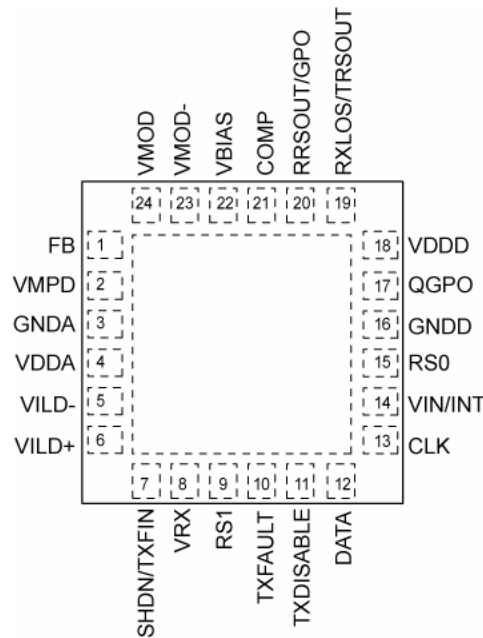 VMOD
VMOD-
VBIAS
COMP
RRSOUT/GPO
RXLOS/TRSOUT
24 23 22 21 20 19
FB 1 18 VDDD
VMPD 2 17 QGPO
GNDA 3 16 GNDD
VDDA 4 15 RS0
VILD- 5 14 VIN/INT
VILD+ 6 13 CLK
7 8 9 10 11 12
SHDN/TXFIN
VRX
RS1
TXFAULT
TXDISABLE
DATA